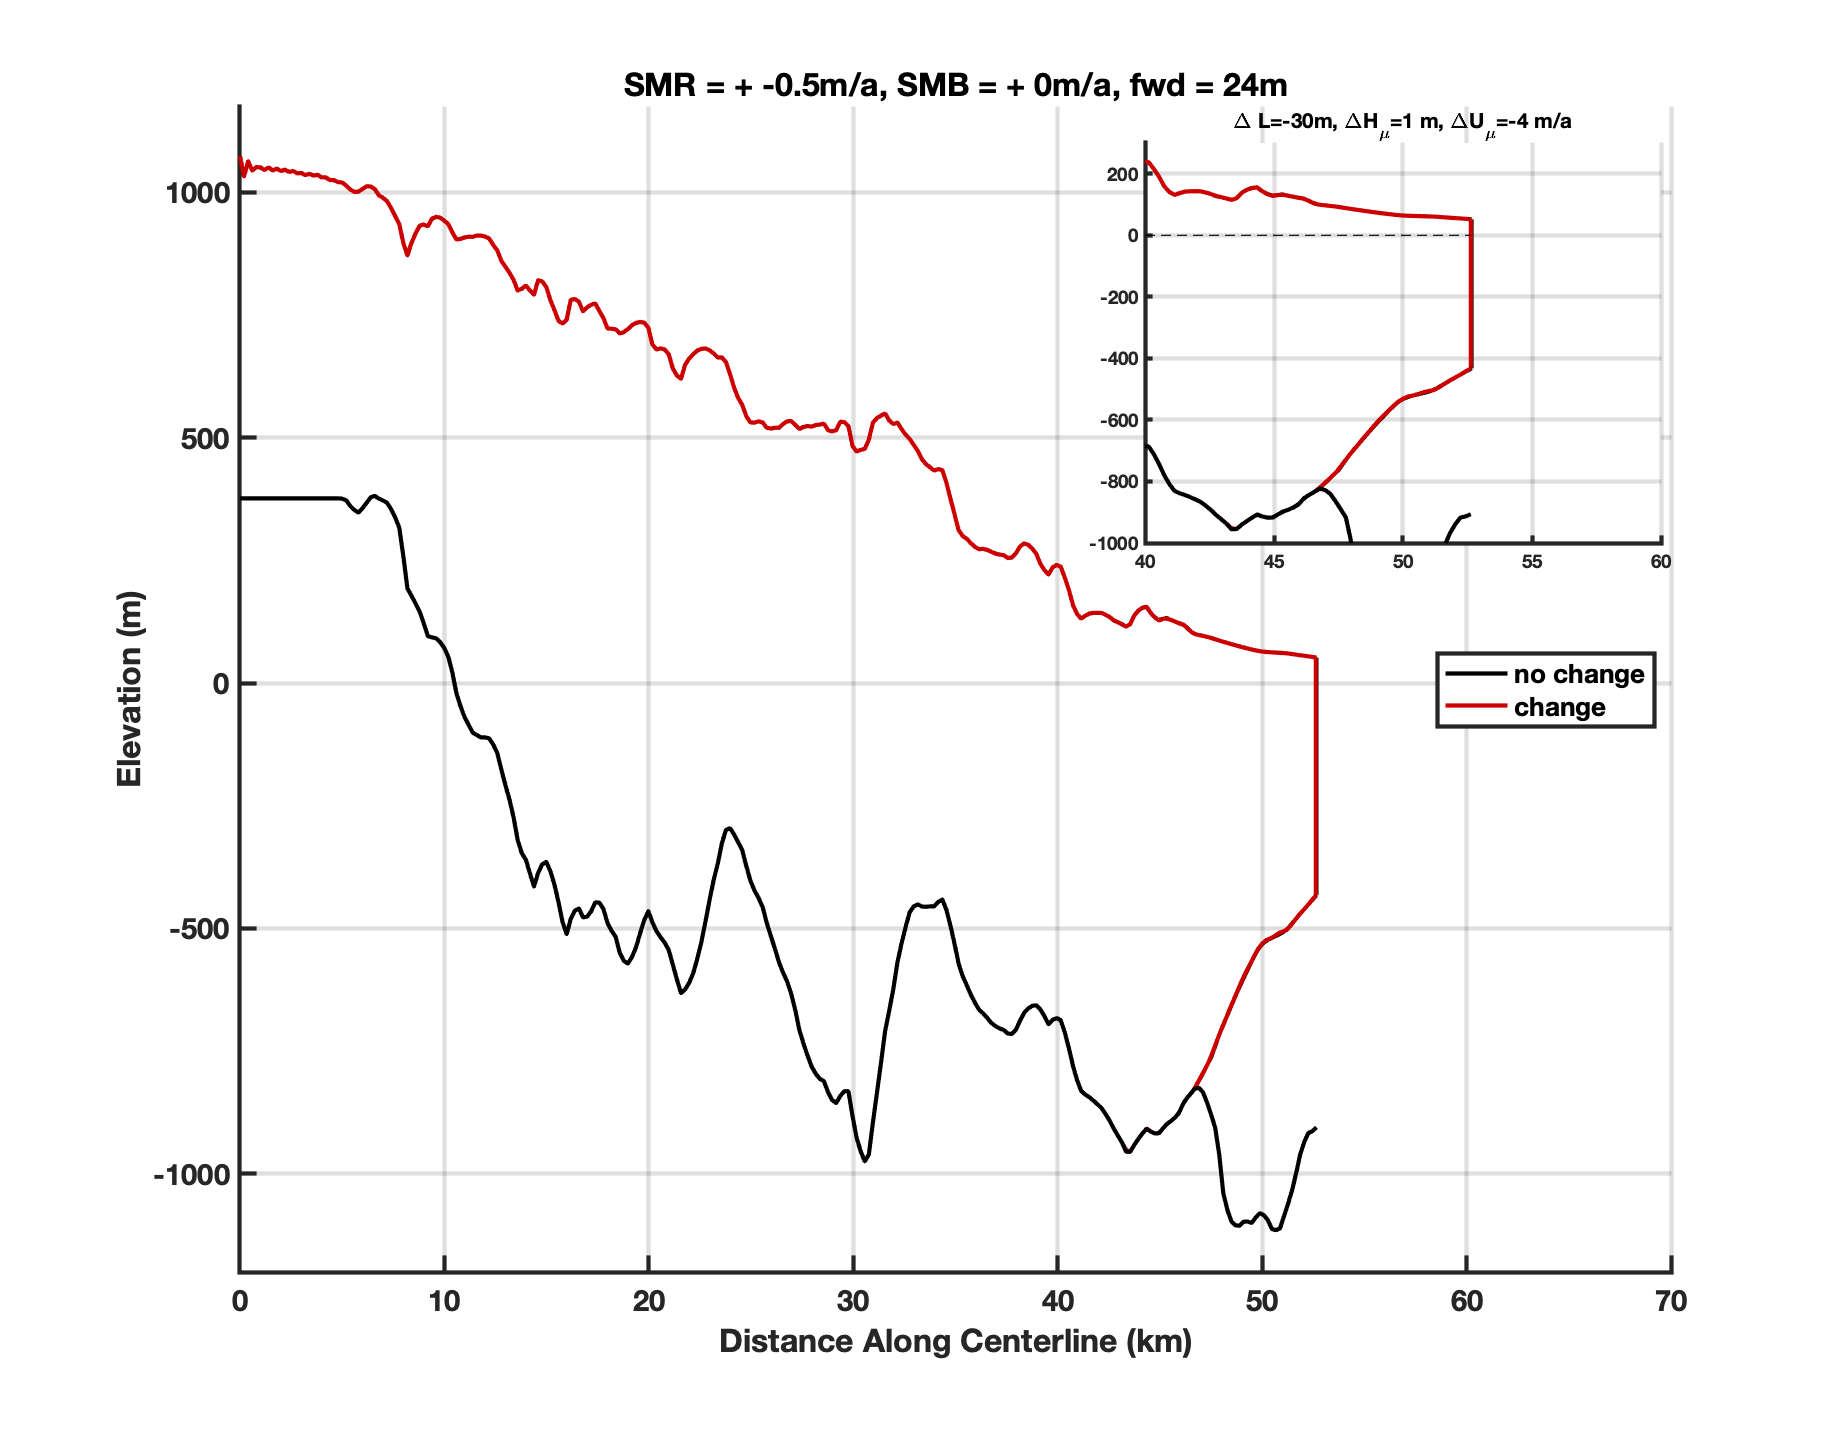 SMR = + -0.5m/a, SMB = + 0m/a, fwd = 24m
Δ L=-30m, ΔHμ=1 m, ΔUμ=-4 m/a
200
0
-200
-400
-600
-800
-1000
40 45 50 55 60
1000
500
0
-500
-1000
Elevation (m)
no change
change
0 10 20 30 40 50 60 70
Distance Along Centerline (km)